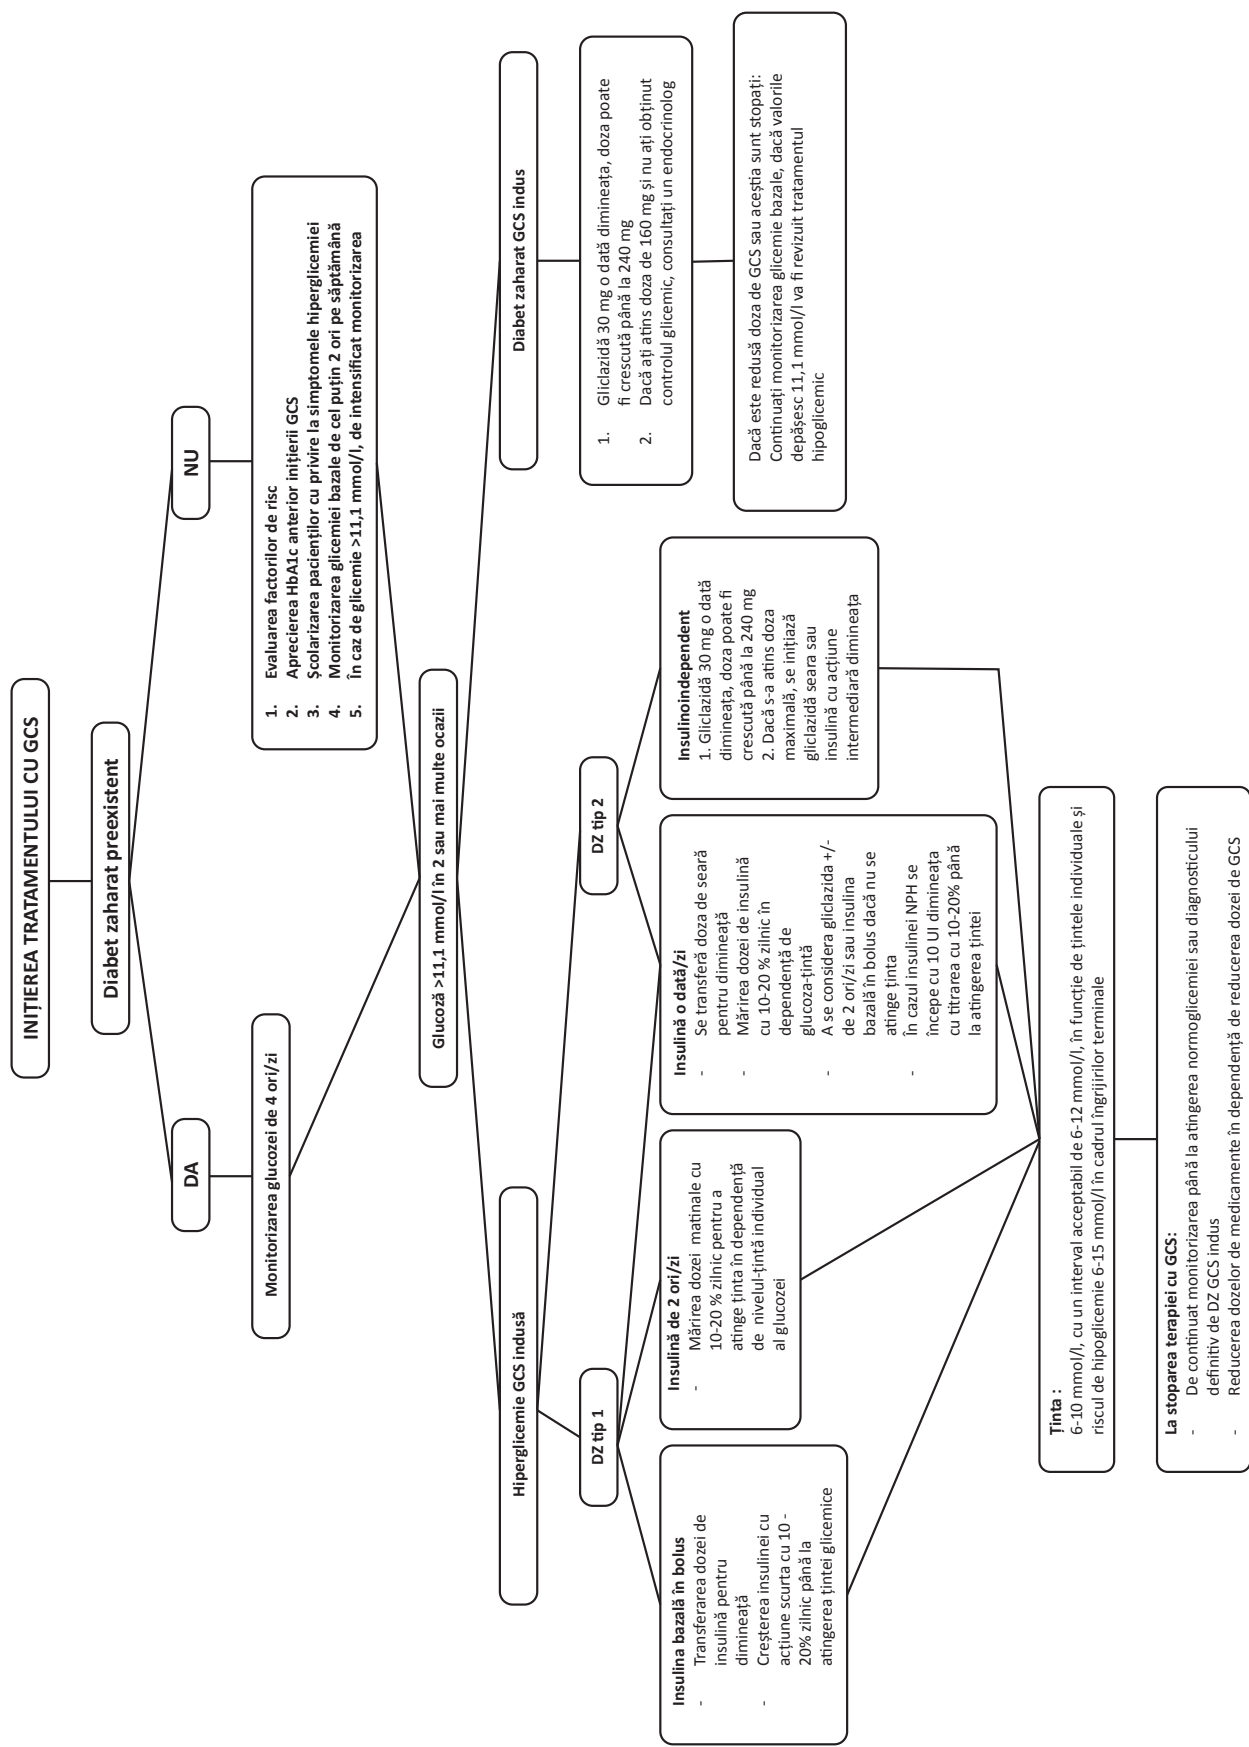 INIȚIEREA TRATAMENTULUI CU GCS
Diabet zaharat preexistent
DA
NU
Monitorizarea glucozei de 4 ori/zi
1. Evaluarea factorilor de risc
2. Aprecierea HbA1c anterior inițierii GCS
3. Școlarizarea pacienților cu privire la simptomele hiperglicemiei
4. Monitorizarea glicemiei bazale de cel puțin 2 ori pe săptămână
5. În caz de glicemie >11,1 mmol/l, de intensificat monitorizarea
Glucoză >11,1 mmol/l în 2 sau mai multe ocazii
Hiperglicemie GCS indusă
Diabet zaharat GCS indus
DZ tip 1
DZ tip 2
1. Gliclazidă 30 mg o dată dimineața, doza poate
fi crescută până la 240 mg
2. Dacă ați atins doza de 160 mg și nu ați obținut
controlul glicemic, consultați un endocrinolog
Insulina bazală în bolus
- Transferarea dozei de
insulină pentru
dimineață
- Creșterea insulinei cu
acțiune scurta cu 10 -
20% zilnic până la
atingerea țintei glicemice
Insulină de 2 ori/zi
- Mărirea dozei matinale cu
10-20 % zilnic pentru a
atinge ținta în dependență
de nivelul-țintă individual
al glucozei
Insulină o dată/zi
- Se transferă doza de seară
pentru dimineață
- Mărirea dozei de insulină
cu 10-20 % zilnic în
dependență de
glucoza-țintă
- A se considera gliclazida +/-
de 2 ori/zi sau insulina
bazală în bolus dacă nu se
atinge ținta
- În cazul insulinei NPH se
începe cu 10 UI dimineața
cu titrarea cu 10-20% până
la atingerea țintei
Insulinoindependent
1. Gliclazidă 30 mg o dată
dimineața, doza poate fi
crescută până la 240 mg
2. Dacă s-a atins doza
maximală, se inițiază
gliclazidă seara sau
insulină cu acțiune
intermediară dimineața
Dacă este redusă doza de GCS sau aceștia sunt stopați:
Continuați monitorizarea glicemie bazale, dacă valorile
depășesc 11,1 mmol/l va fi revizuit tratamentul
hipoglicemic
Ținta :
6-10 mmol/l, cu un interval acceptabil de 6-12 mmol/l, în funcție de țintele individuale și
riscul de hipoglicemie 6-15 mmol/l în cadrul îngrijirilor terminale
La stoparea terapiei cu GCS:
- De continuat monitorizarea până la atingerea normoglicemiei sau diagnosticului
definitiv de DZ GCS indus
- Reducerea dozelor de medicamente în dependență de reducerea dozei de GCS